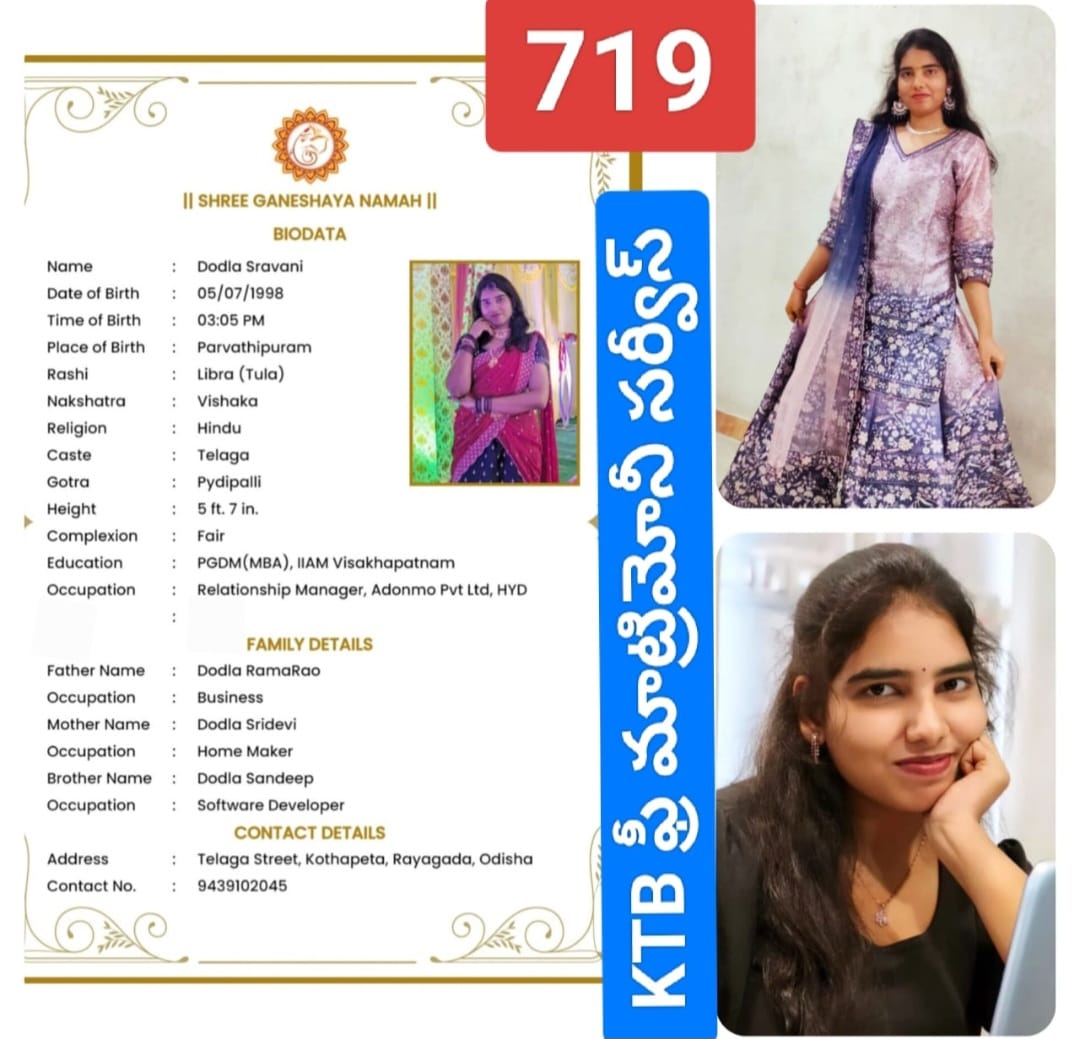 719
|| SHREE GANESHAYA NAMAH ||
BIODATA
Name : Dodla Sravani
Date of Birth : 05/07/1998
Time of Birth : 03:05 PM
Place of Birth : Parvathipuram
Rashi : Libra (Tula)
Nakshatra : Vishaka
Religion : Hindu
Caste : Telaga
Gotra : Pydipalli
Height : 5 ft. 7 in.
Complexion : Fair
Education : PGDM(MBA), IIAM Visakhapatnam
Occupation : Relationship Manager, Adonmo Pvt Ltd, HYD
:
FAMILY DETAILS
Father Name : Dodla RamaRao
Occupation : Business
Mother Name : Dodla Sridevi
Occupation : Home Maker
Brother Name : Dodla Sandeep
Occupation : Software Developer
CONTACT DETAILS
Address : Telaga Street, Kothapeta, Rayagada, Odisha
Contact No. : 9439102045
KTB ఫ్రీ మాట్రిమోనీ సర్వీస్